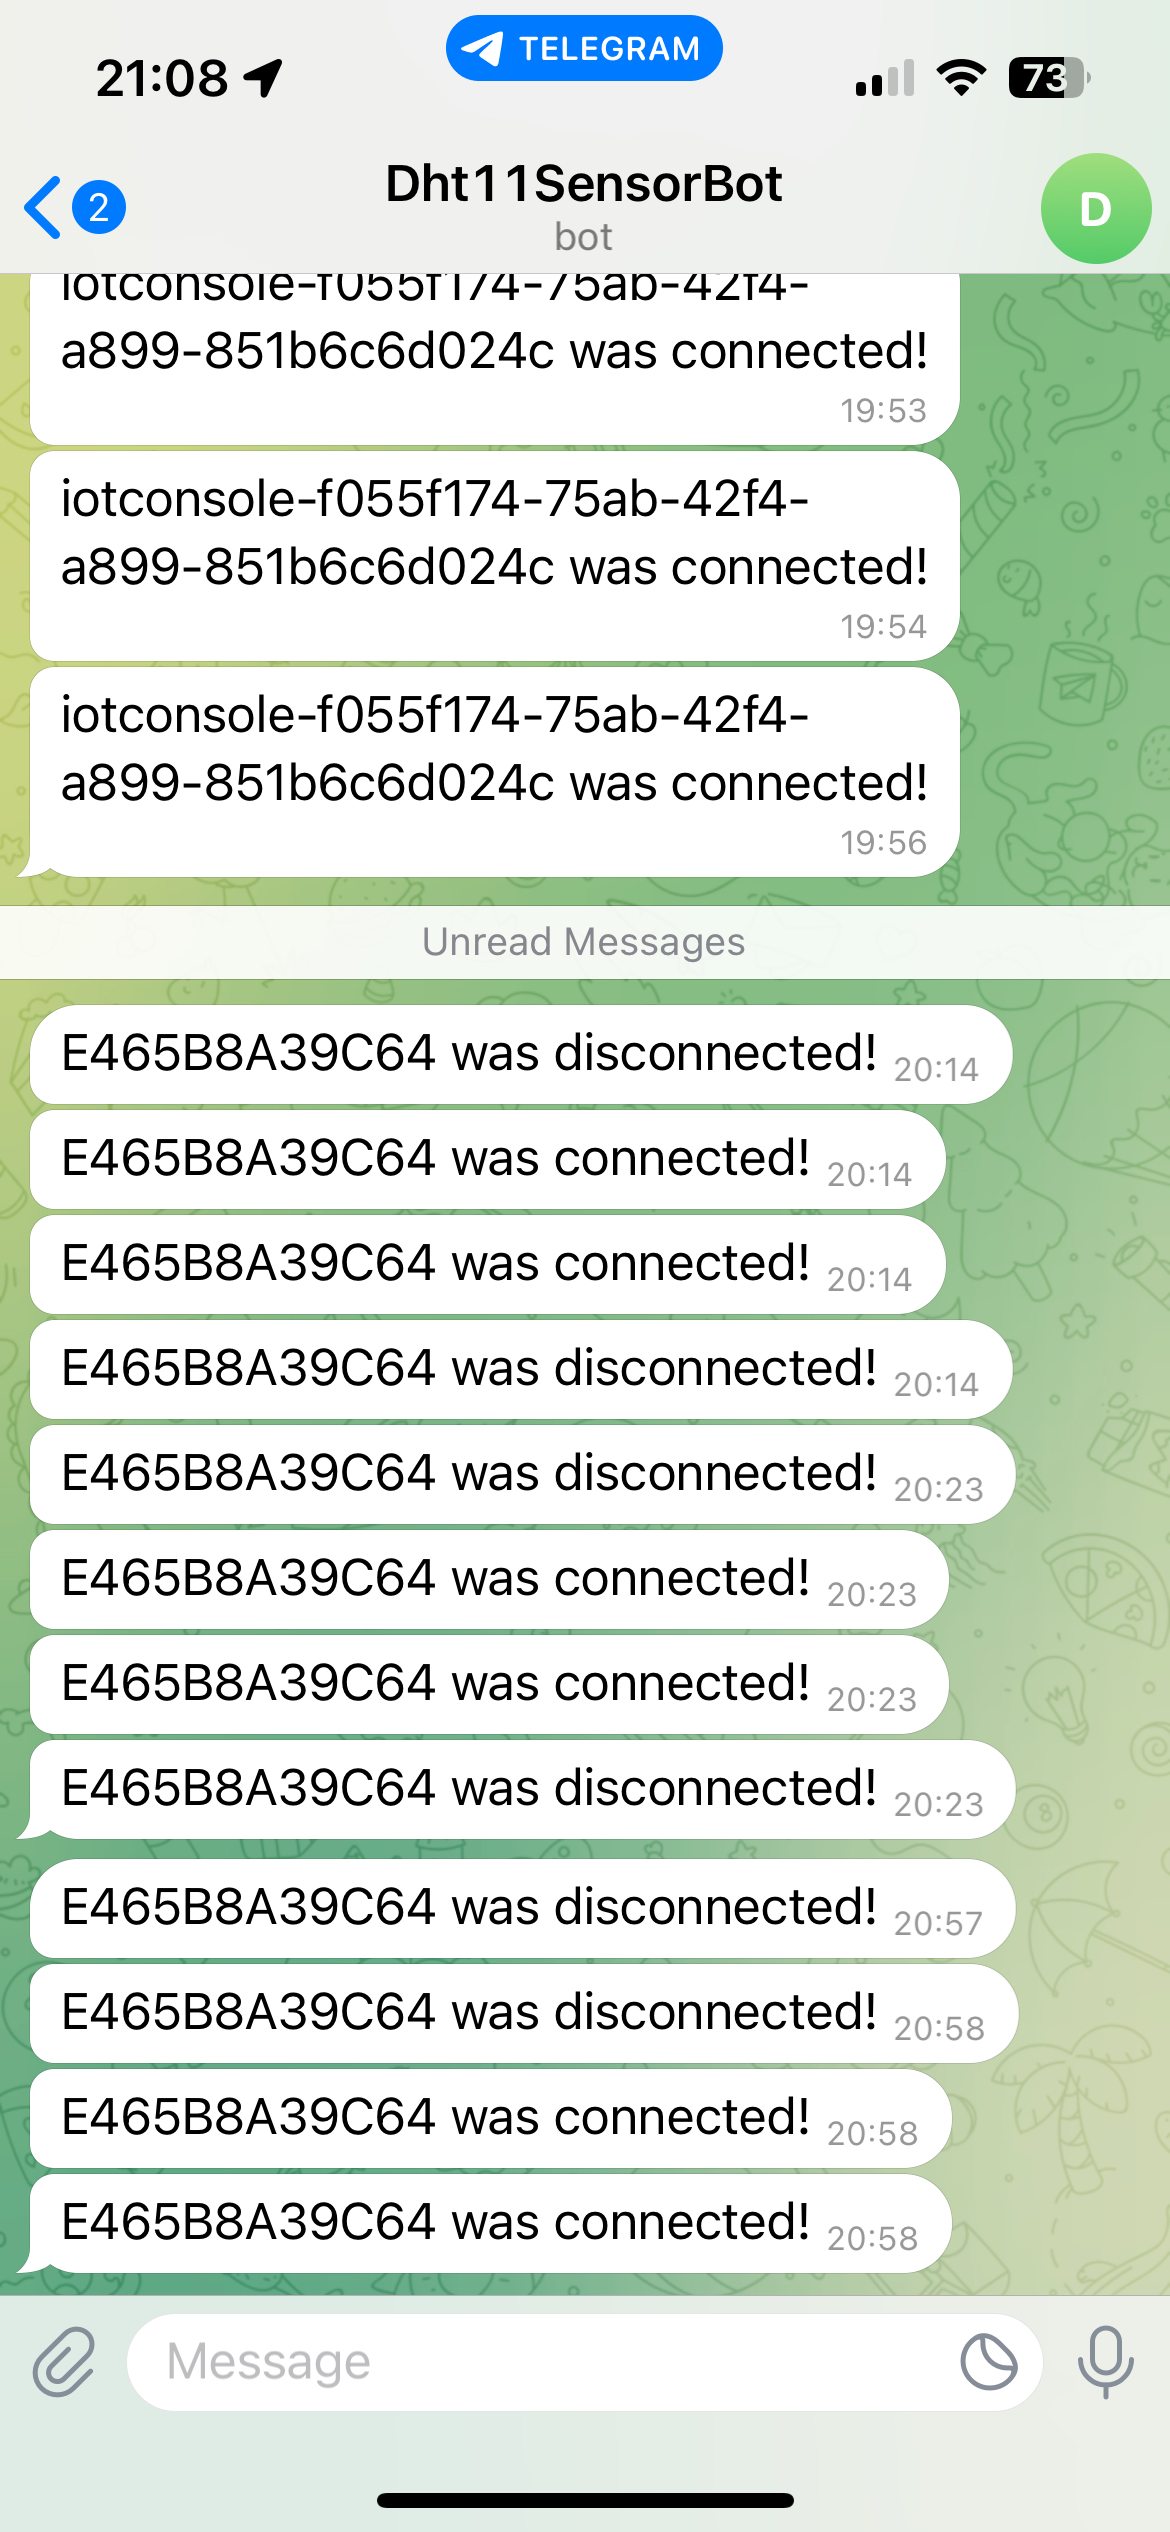 21:08
TELEGRAM
73
2
Dht11SensorBot
bot
D
iotconsole-f055f174-75ab-42f4-
a899-851b6c6d024c was connected!
19:53
iotconsole-f055f174-75ab-42f4-
a899-851b6c6d024c was connected!
19:54
iotconsole-f055f174-75ab-42f4-
a899-851b6c6d024c was connected!
19:56
Unread Messages
E465B8A39C64 was disconnected! 20:14
E465B8A39C64 was connected! 20:14
E465B8A39C64 was connected! 20:14
E465B8A39C64 was disconnected! 20:14
E465B8A39C64 was disconnected! 20:23
E465B8A39C64 was connected! 20:23
E465B8A39C64 was connected! 20:23
E465B8A39C64 was disconnected! 20:23
E465B8A39C64 was disconnected! 20:57
E465B8A39C64 was disconnected! 20:58
E465B8A39C64 was connected! 20:58
E465B8A39C64 was connected! 20:58
Message